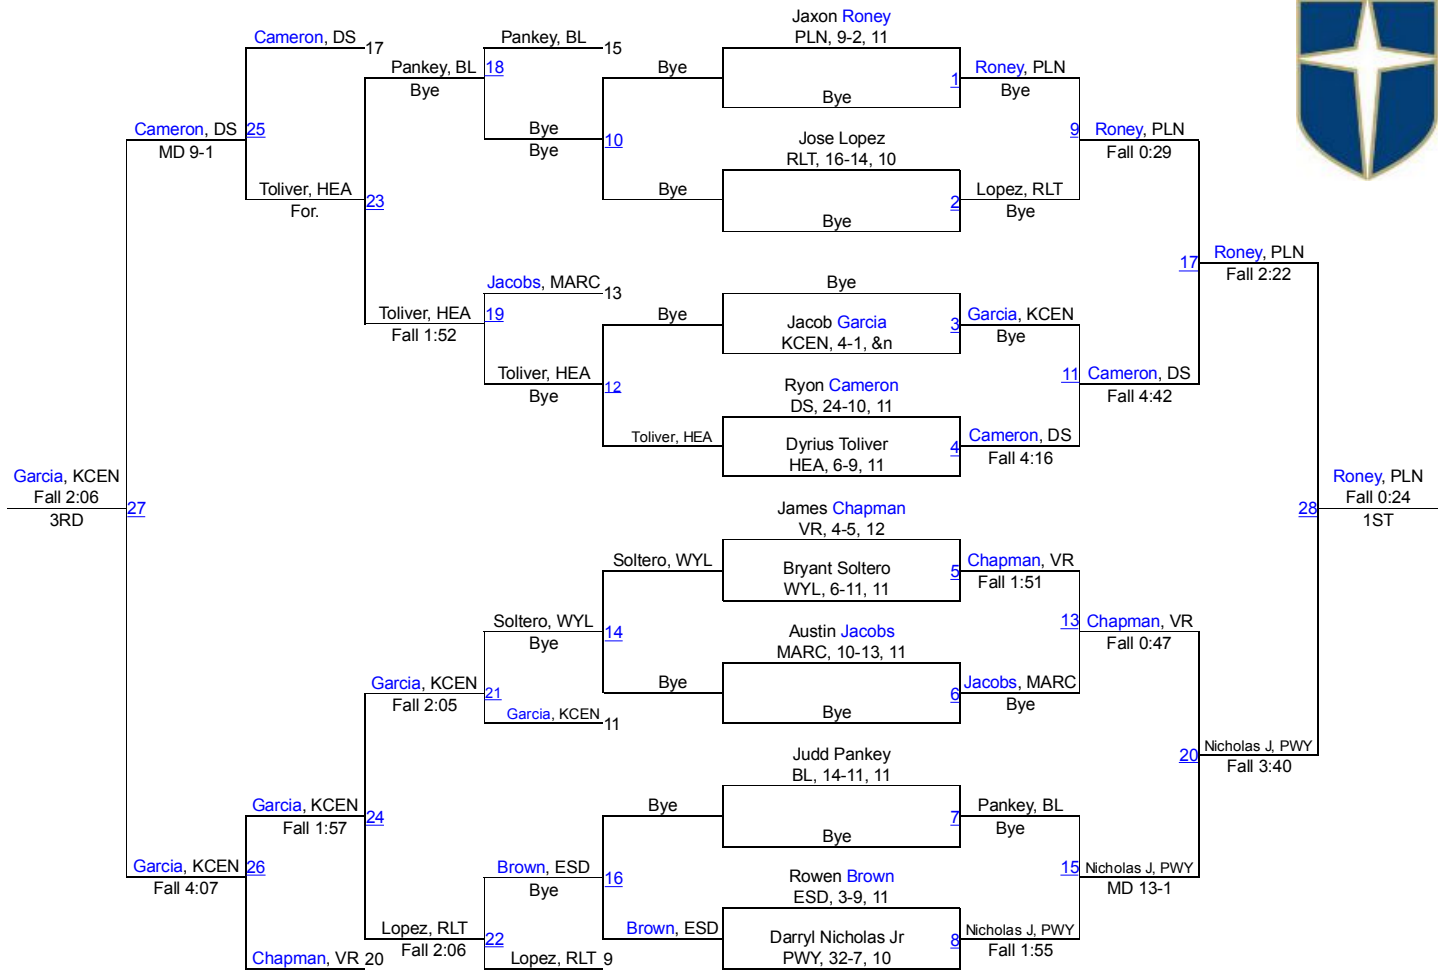 Jaxon Roney
PLN, 9-2, 11
Cameron, DS
17
Pankey, BL
15
Pankey, BL
18
Bye
Bye
1
Roney, PLN
Bye
Bye
Cameron, DS
25
MD 9-1
Bye
Bye
10
Jose Lopez
RLT, 16-14, 10
9
Roney, PLN
Fall 0:29
Toliver, HEA
For.
23
Bye
Bye
2
Lopez, RLT
Bye
17
Roney, PLN
Fall 2:22
Jacobs, MARC
13
Bye
Toliver, HEA
19
Fall 1:52
Bye
Jacob Garcia
KCEN, 4-1, &n
3
Garcia, KCEN
Bye
Toliver, HEA
Bye
12
Ryon Cameron
DS, 24-10, 11
11
Cameron, DS
Fall 4:42
Toliver, HEA
Dyrius Toliver
HEA, 6-9, 11
4
Cameron, DS
Fall 4:16
Garcia, KCEN
Fall 2:06
3RD
27
28
Roney, PLN
Fall 0:24
1ST
James Chapman
VR, 4-5, 12
Soltero, WYL
Bryant Soltero
WYL, 6-11, 11
5
Chapman, VR
Fall 1:51
Soltero, WYL
Bye
14
Austin Jacobs
MARC, 10-13, 11
13
Chapman, VR
Fall 0:47
Garcia, KCEN
Fall 2:05
21
Bye
Bye
6
Jacobs, MARC
Bye
Garcia, KCEN
11
Judd Pankey
BL, 14-11, 11
20
Nicholas J, PWY
Fall 3:40
Garcia, KCEN
Fall 1:57
24
Bye
Bye
7
Pankey, BL
Bye
Garcia, KCEN
26
Fall 4:07
Brown, ESD
Bye
16
Rowen Brown
ESD, 3-9, 11
15
Nicholas J, PWY
MD 13-1
Lopez, RLT
Fall 2:06
22
Brown, ESD
Darryl Nicholas Jr
PWY, 32-7, 10
8
Nicholas J, PWY
Fall 1:55
Chapman, VR
20
Lopez, RLT
9